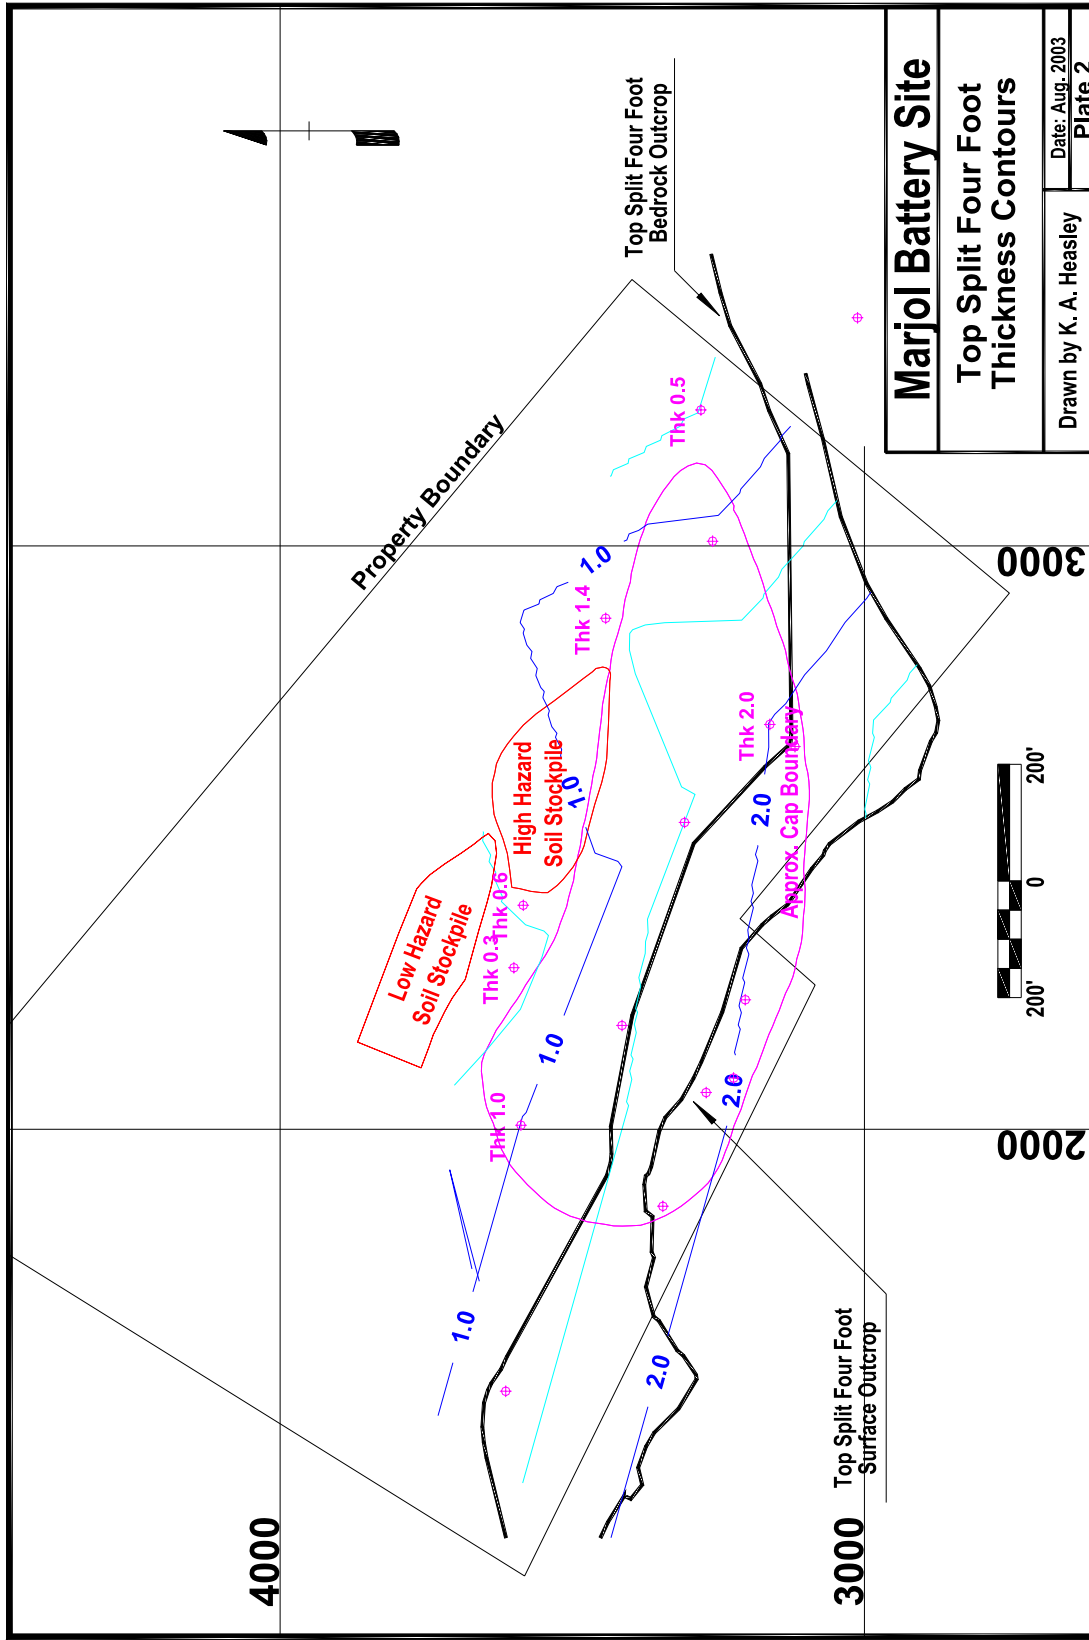 Marjol Battery Site
Top Split Four Foot
Thickness Contours
Drawn by K. A. Heasley
Date: Aug. 2003
Plate 2
Top Split Four Foot
Bedrock Outcrop
Property Boundary
Thk 0.5
1.0
Thk 1.4
High Hazard
Soil Stockpile
1.0
Low Hazard
Soil Stockpile
Thk 0.6
Thk 0.3
Thk 2.0
2.0
Approx. Cap Boundary
1.0
Thk 1.0
2.0
1.0
2.0
Top Split Four Foot
Surface Outcrop
4000
3000
2000
3000
200'
0
200'